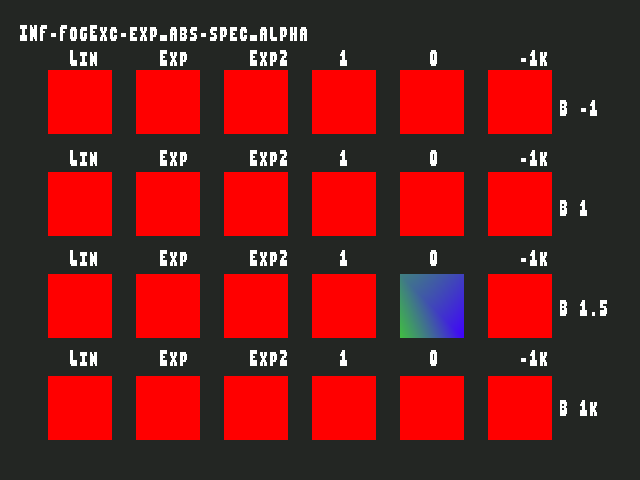 INF-FOGEXC-EXP_ABS-SPEC_ALPHA
LIN EXP EXP2 1 0 -1K
B -1
LIN EXP EXP2 1 0 -1K
B 1
LIN EXP EXP2 1 0 -1K
B 1.5
LIN EXP EXP2 1 0 -1K
B 1K